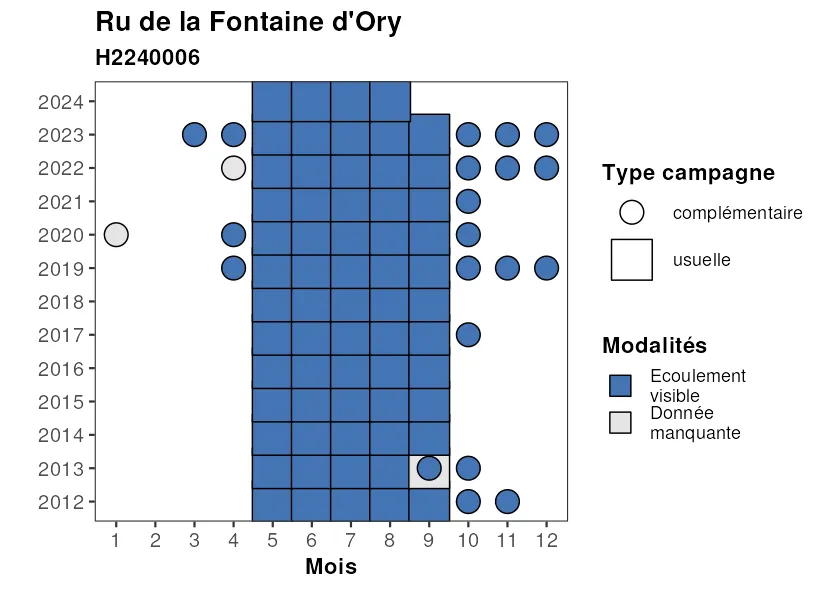 Ru de la Fontaine d'Ory
H2240006
2024
2023
2022
2021
2020
2019
2018
2017
2016
2015
2014
2013
2012
1 2 3 4 5 6 7 8 9 10 11 12
Mois
Type campagne
complémentaire
usuelle
Modalités
Ecoulement
visible
Donnée
manquante